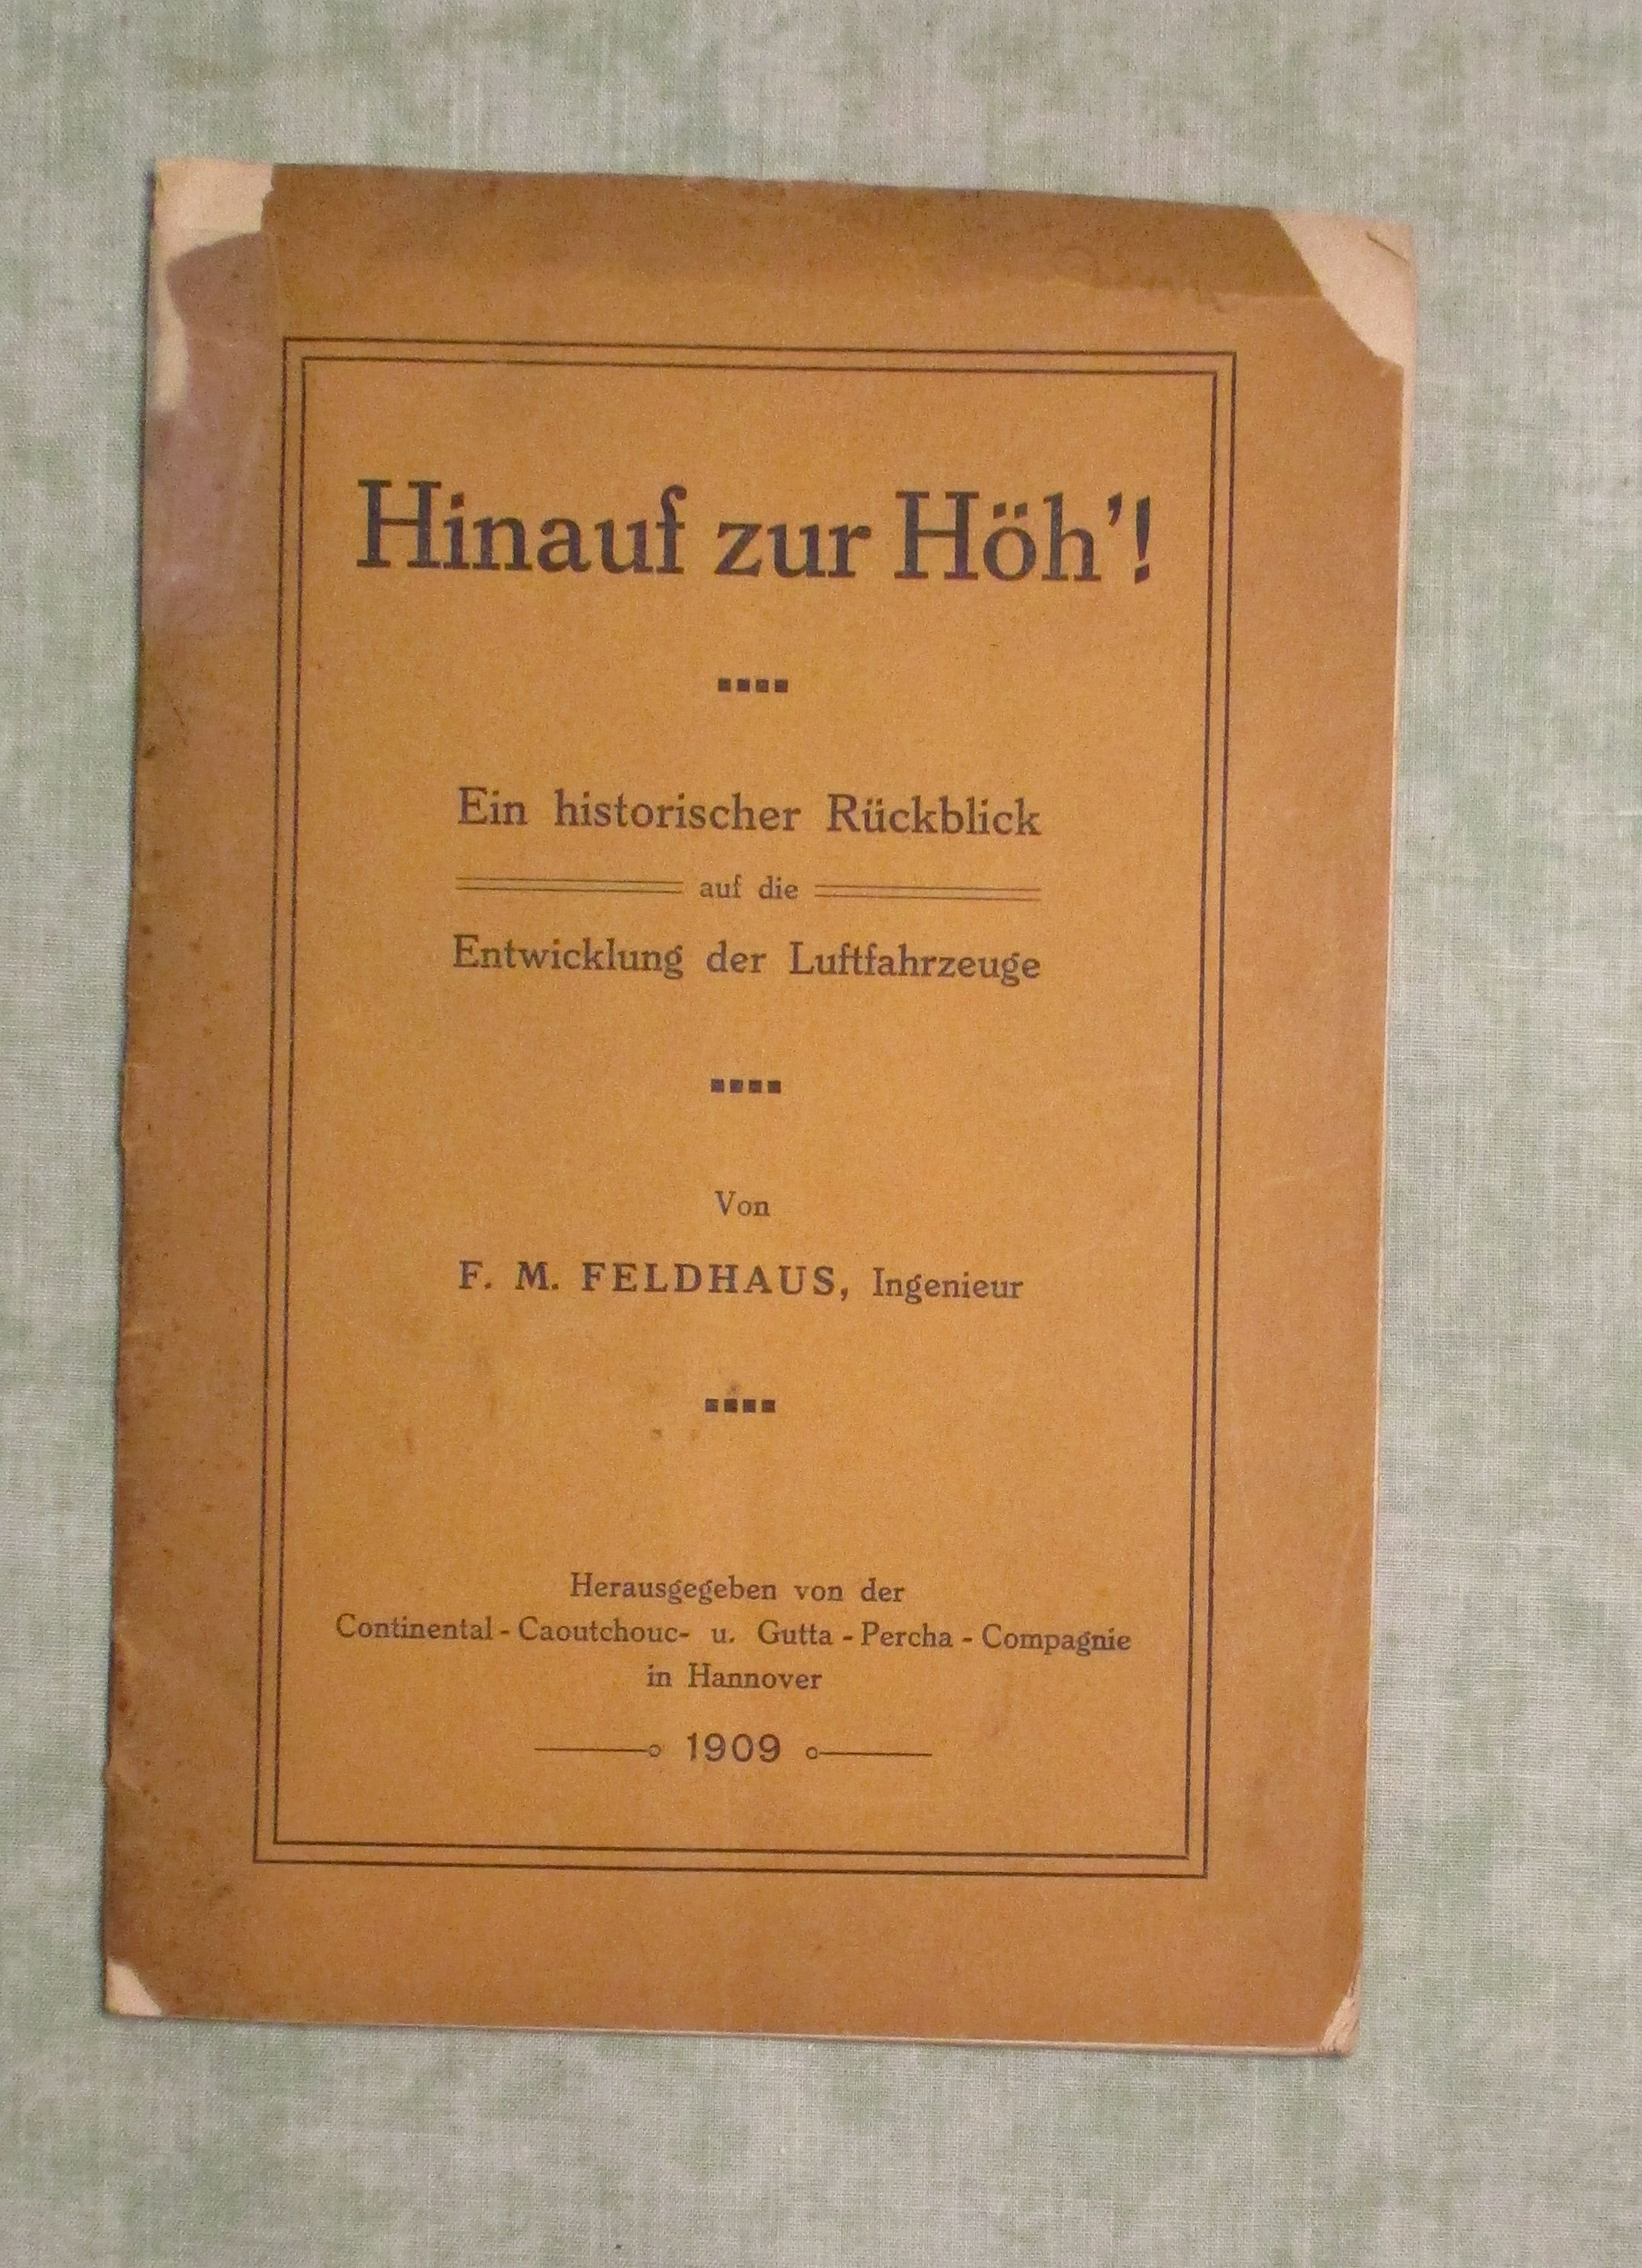 Hinauf zur Höh'!
Ein historischer Rückblick
auf die
Entwicklung der Luftfahrzeuge
Von
F. M. FELDHAUS, Ingenieur
Herausgegeben von der
Continental-Caoutchouc- u. Gutta-Percha-Compagnie
in Hannover
1909